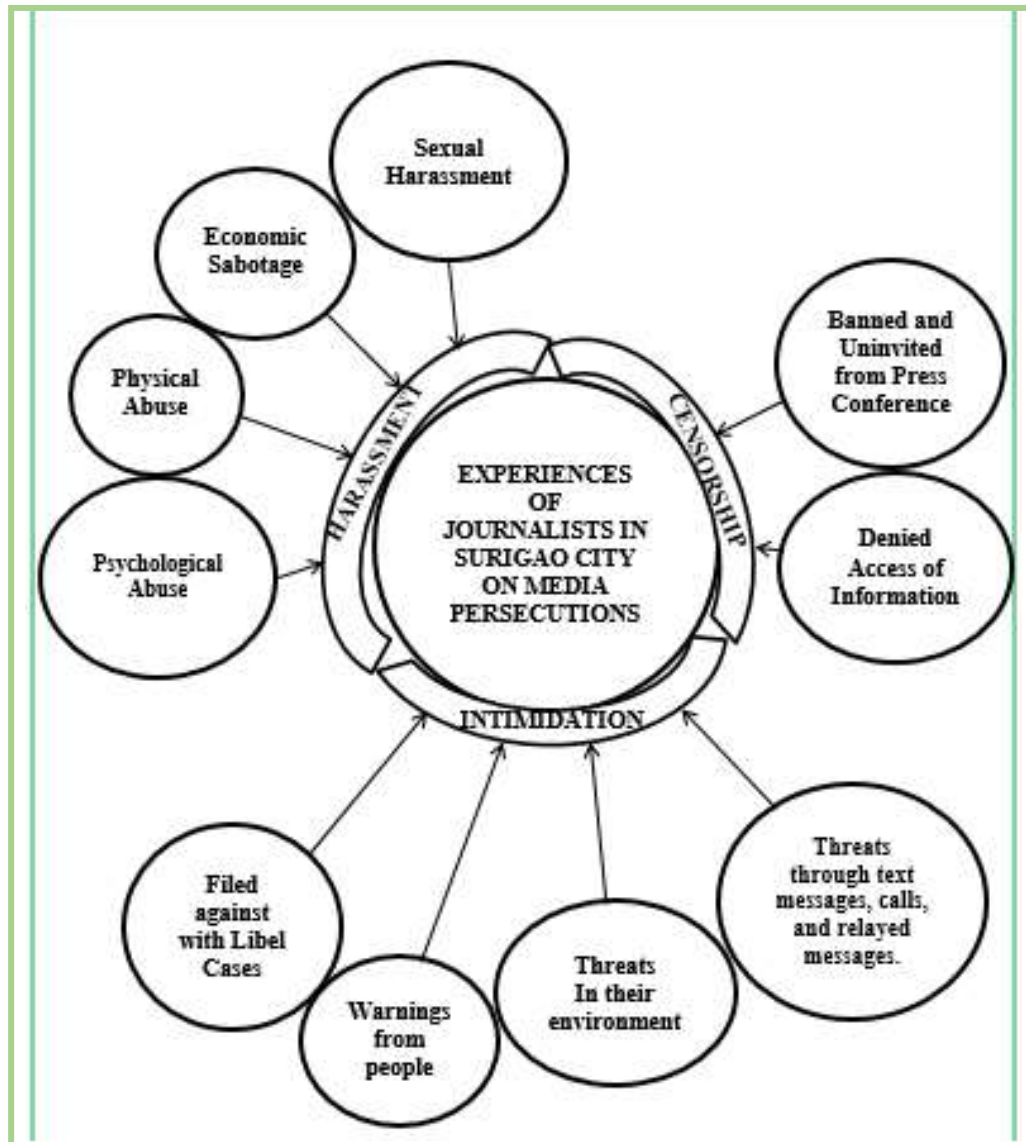 Sexual
Harassment
Economic
Sabotage
Physical
Abuse
Psychological
Abuse
HARASSMENT
CENSORSHIP
INTIMIDATION
EXPERIENCES
OF
JOURNALISTS IN
SURIGAO CITY
ON MEDIA
PERSECUTIONS
Banned and
Uninvited
from Press
Conference
Denied
Access of
Information
Filed
against
with Libel
Cases
Warnings
from
people
Threats
In their
environment
Threats
through text
messages, calls,
and relayed
messages.